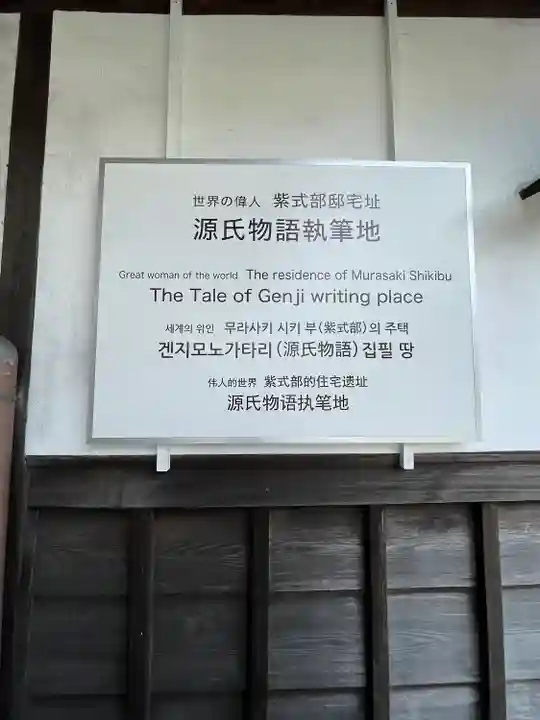 世界の偉人 紫式部邸宅址
源氏物語執筆地
Great woman of the world The residence of Murasaki Shikibu
The Tale of Genji writing place
세계의 위인 무라사키 시키 부(紫式部)의 주택
겐지모노가타리(源氏物語)집필 땅
伟人的世界 紫式部的住宅遗址
源氏物语执笔地